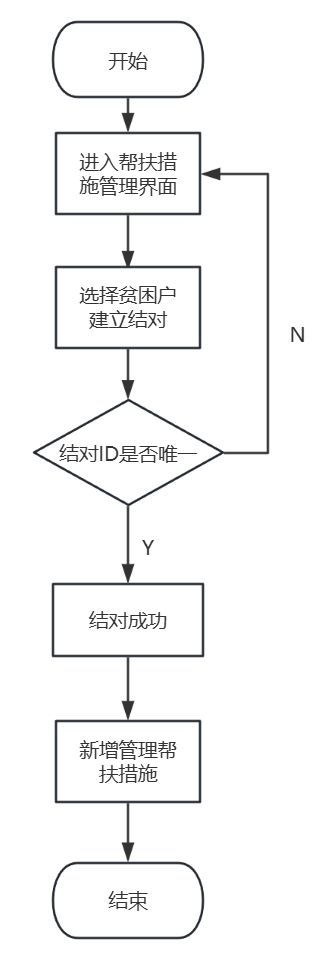 开始
进入帮扶措
施管理界面
选择贫困户
建立结对
N
结对ID是否唯一
Y
结对成功
新增管理帮
扶措施
结束